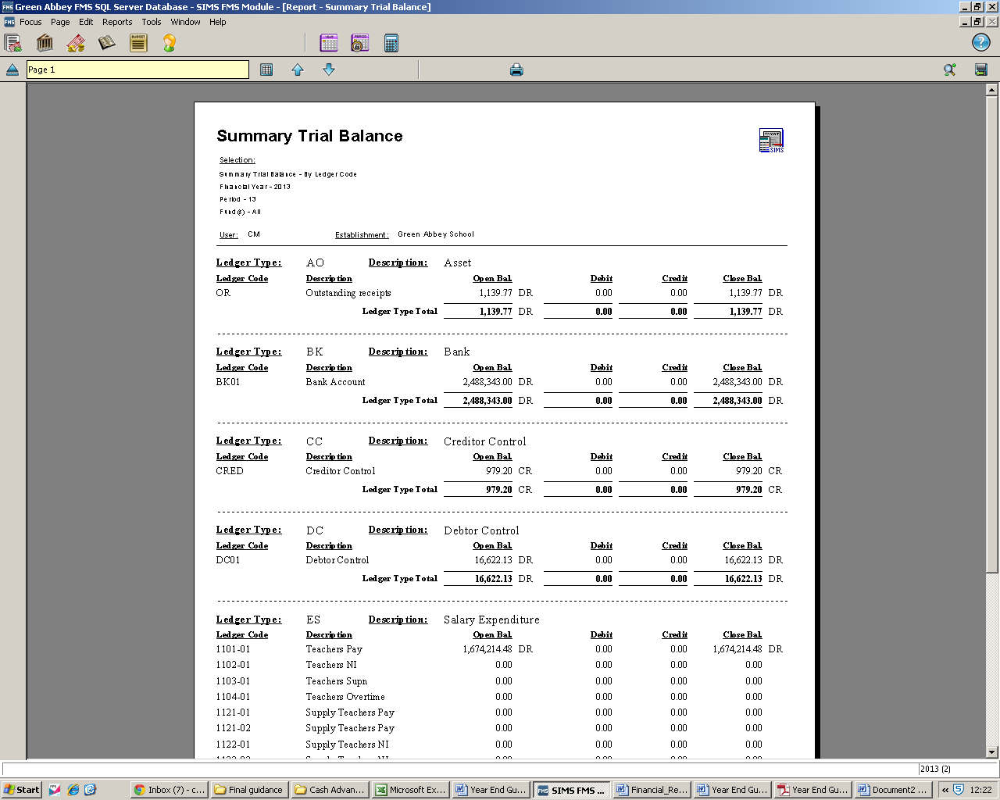 Green Abbey FMS SQL Server Database - SIMS FMS Module - [Report - Summary Trial Balance]
FMS Focus Page Edit Reports Tools Window Help
Page 1
Summary Trial Balance
SIMS
Selection:
Summary Trial Balance - By Ledger Code
Financial Year - 2013
Period - 13
Fund(s) - All
User: CM Establishment: Green Abbey School
Ledger Type: AO Description: Asset
Ledger Code Description Open Bal. Debit Credit Close Bal.
OR Outstanding receipts 1,139.77 DR 0.00 0.00 1,139.77 DR
Ledger Type Total 1,139.77 DR 0.00 0.00 1,139.77 DR
Ledger Type: BK Description: Bank
Ledger Code Description Open Bal. Debit Credit Close Bal.
BK01 Bank Account 2,488,343.00 DR 0.00 0.00 2,488,343.00 DR
Ledger Type Total 2,488,343.00 DR 0.00 0.00 2,488,343.00 DR
Ledger Type: CC Description: Creditor Control
Ledger Code Description Open Bal. Debit Credit Close Bal.
CRED Creditor Control 979.20 CR 0.00 0.00 979.20 CR
Ledger Type Total 979.20 CR 0.00 0.00 979.20 CR
Ledger Type: DC Description: Debtor Control
Ledger Code Description Open Bal. Debit Credit Close Bal.
DC01 Debtor Control 16,622.13 DR 0.00 0.00 16,622.13 DR
Ledger Type Total 16,622.13 DR 0.00 0.00 16,622.13 DR
Ledger Type: ES Description: Salary Expenditure
Ledger Code Description Open Bal. Debit Credit Close Bal.
1101-01 Teachers Pay 1,674,214.48 DR 0.00 0.00 1,674,214.48 DR
1102-01 Teachers NI 0.00 0.00 0.00 0.00
1103-01 Teachers Supn 0.00 0.00 0.00 0.00
1104-01 Teachers Overtime 0.00 0.00 0.00 0.00
1121-01 Supply Teachers Pay 0.00 0.00 0.00 0.00
1121-02 Supply Teachers Pay 0.00 0.00 0.00 0.00
1122-01 Supply Teachers NI 0.00 0.00 0.00 0.00
2013 (2)
Start Inbox (7) - c... Final guidance Cash Advan... Microsoft Ex... Year End Gu... FMS SIMS FMS ... Financial_Re... Year End Gu... Year End Gu... Document2 ... « 12:22